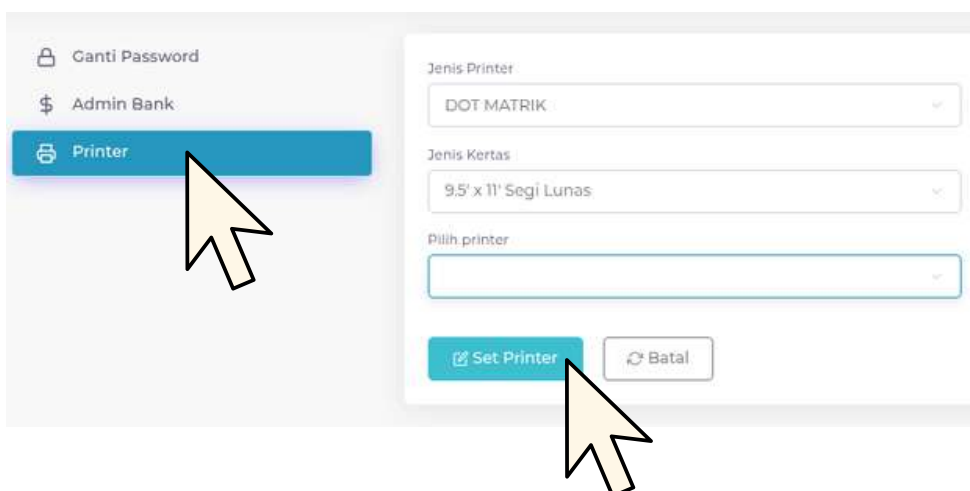 Ganti Password
Admin Bank
Printer
Jenis Printer
DOT MATRIK
Jenis Kertas
9.5' x 11' Segi Lunas
Pilih printer
Set Printer
Batal